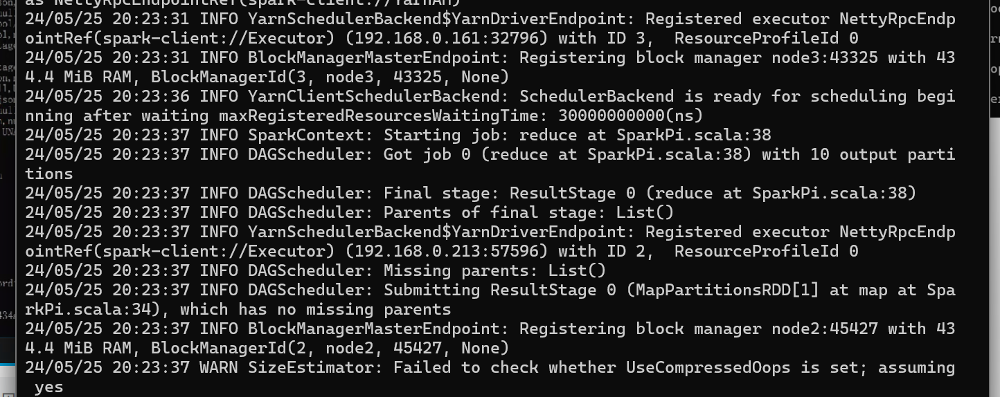 as NettyRpcEndpointRef(spark-client://YarnAM)
24/05/25 20:23:31 INFO YarnSchedulerBackend$YarnDriverEndpoint: Registered executor NettyRpcEndp
ointRef(spark-client://Executor) (192.168.0.161:32796) with ID 3,  ResourceProfileId 0
24/05/25 20:23:31 INFO BlockManagerMasterEndpoint: Registering block manager node3:43325 with 43
4.4 MiB RAM, BlockManagerId(3, node3, 43325, None)
24/05/25 20:23:36 INFO YarnClientSchedulerBackend: SchedulerBackend is ready for scheduling begi
nning after waiting maxRegisteredResourcesWaitingTime: 30000000000(ns)
24/05/25 20:23:37 INFO SparkContext: Starting job: reduce at SparkPi.scala:38
24/05/25 20:23:37 INFO DAGScheduler: Got job 0 (reduce at SparkPi.scala:38) with 10 output parti
tions
24/05/25 20:23:37 INFO DAGScheduler: Final stage: ResultStage 0 (reduce at SparkPi.scala:38)
24/05/25 20:23:37 INFO DAGScheduler: Parents of final stage: List()
24/05/25 20:23:37 INFO YarnSchedulerBackend$YarnDriverEndpoint: Registered executor NettyRpcEndp
ointRef(spark-client://Executor) (192.168.0.213:57596) with ID 2,  ResourceProfileId 0
24/05/25 20:23:37 INFO DAGScheduler: Missing parents: List()
24/05/25 20:23:37 INFO DAGScheduler: Submitting ResultStage 0 (MapPartitionsRDD[1] at map at Spa
rkPi.scala:34), which has no missing parents
24/05/25 20:23:37 INFO BlockManagerMasterEndpoint: Registering block manager node2:45427 with 43
4.4 MiB RAM, BlockManagerId(2, node2, 45427, None)
24/05/25 20:23:37 WARN SizeEstimator: Failed to check whether UseCompressedOops is set; assuming
 yes